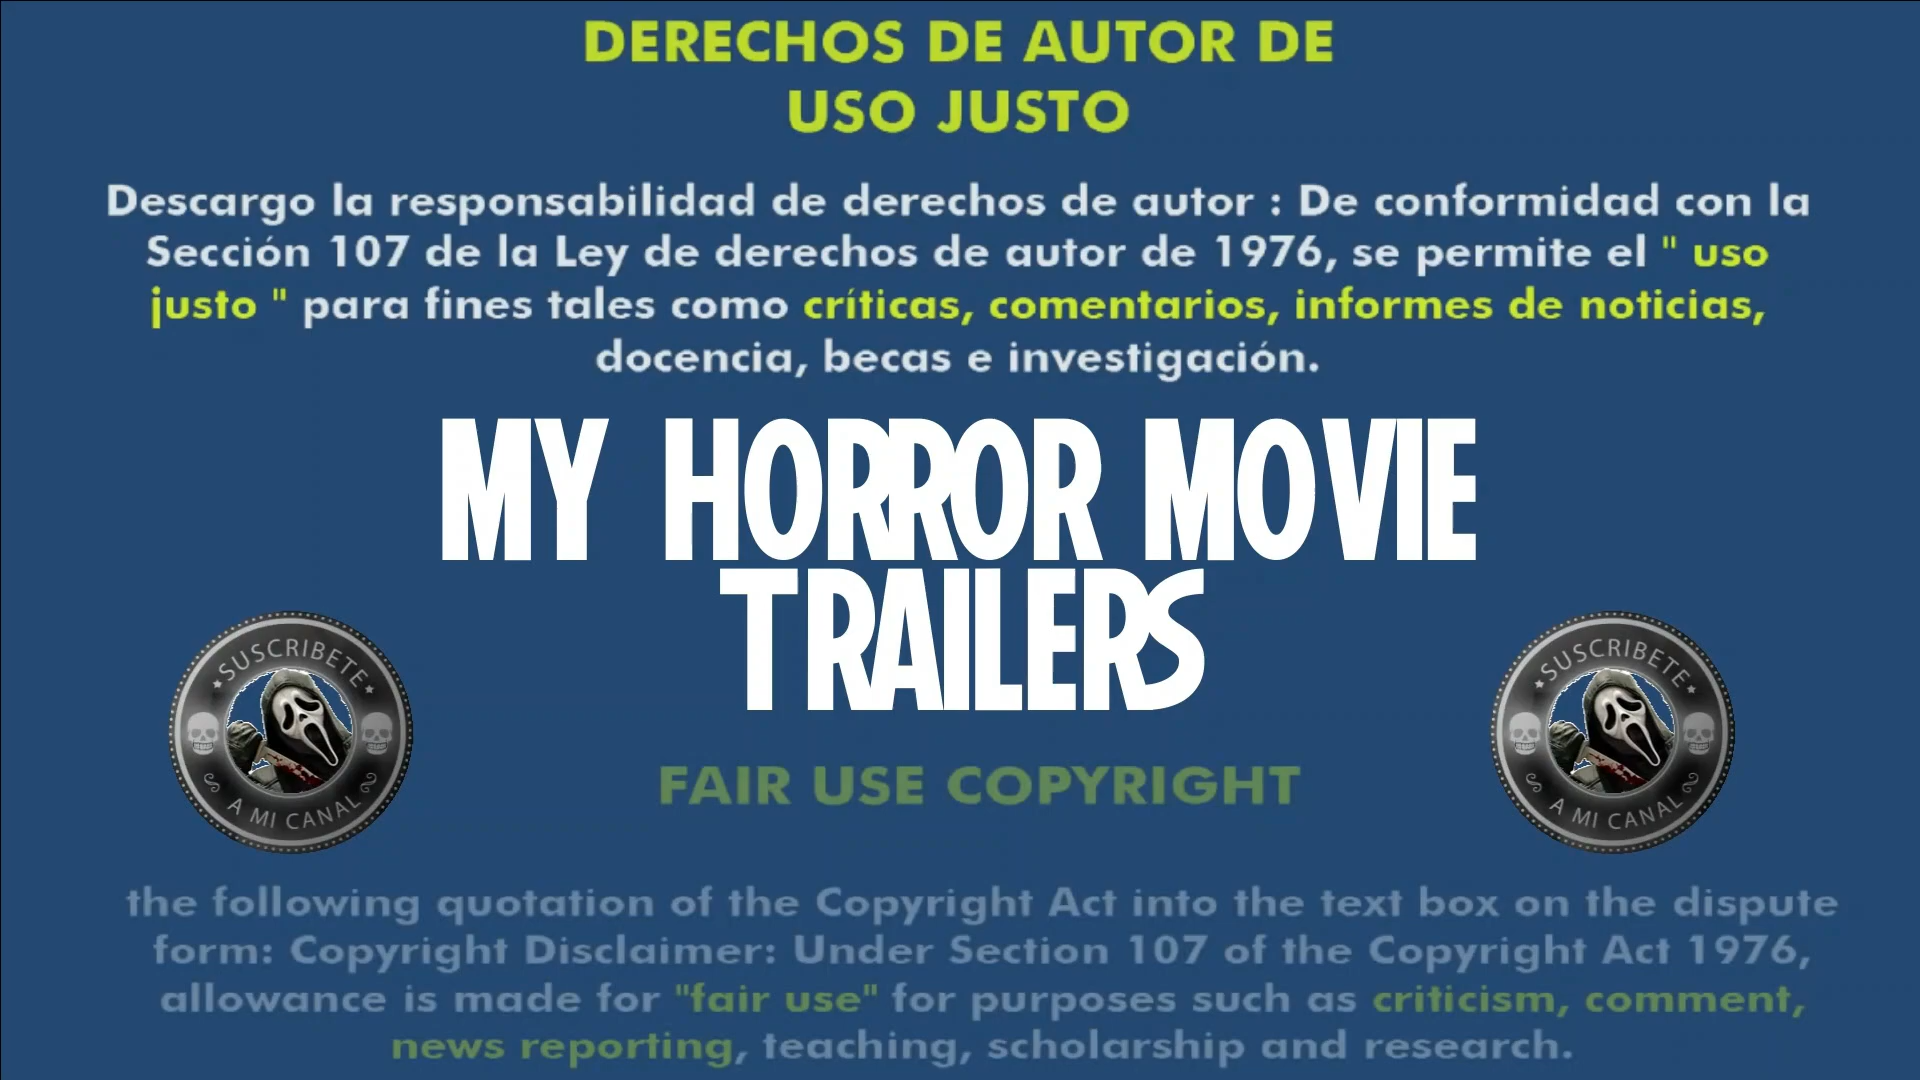 DERECHOS DE AUTOR DE
USO JUSTO
Descargo la responsabilidad de derechos de autor : De conformidad con la
Sección 107 de la Ley de derechos de autor de 1976, se permite el " uso
justo " para fines tales como críticas, comentarios, informes de noticias,
docencia, becas e investigación.
MY HORROR MOVIE
TRAILERS
SUSCRIBETE
A MI CANAL
SUSCRIBETE
A MI CANAL
FAIR USE COPYRIGHT
the following quotation of the Copyright Act into the text box on the dispute
form: Copyright Disclaimer: Under Section 107 of the Copyright Act 1976,
allowance is made for "fair use" for purposes such as criticism, comment,
news reporting, teaching, scholarship and research.